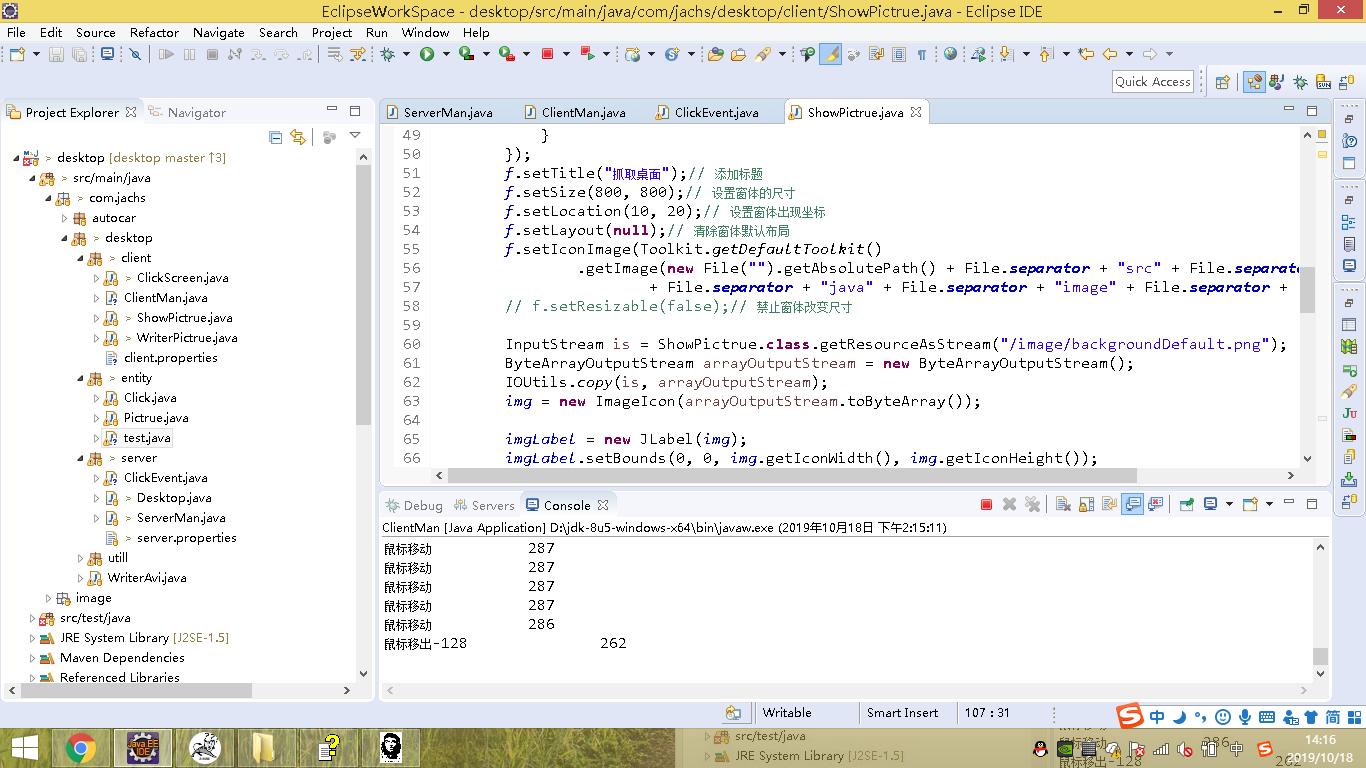 EclipseWorkSpace - desktop/src/main/java/com/jachs/desktop/client/ShowPictrue.java - Eclipse IDE
File Edit Source Refactor Navigate Search Project Run Window Help
Quick Access
Project Explorer Navigator
> desktop [desktop master ↑3]
> src/main/java
> com.jachs
autocar
> desktop
> client
> ClickScreen.java
ClientMan.java
> ShowPictrue.java
> WriterPictrue.java
client.properties
> entity
Click.java
Pictrue.java
test.java
> server
ClickEvent.java
> Desktop.java
> ServerMan.java
> server.properties
utill
WriterAvi.java
image
src/test/java
JRE System Library [J2SE-1.5]
Maven Dependencies
Referenced Libraries
ServerMan.java ClientMan.java ClickEvent.java ShowPictrue.java
49 }
50 });
51 f.setTitle("抓取桌面");// 添加标题
52 f.setSize(800, 800);// 设置窗体的尺寸
53 f.setLocation(10, 20);// 设置窗体出现坐标
54 f.setLayout(null);// 清除窗体默认布局
55 f.setIconImage(Toolkit.getDefaultToolkit()
56 .getImage(new File("").getAbsolutePath() + File.separator + "src" + File.separat
57 + File.separator + "java" + File.separator + "image" + File.separator +
58 // f.setResizable(false);// 禁止窗体改变尺寸
59
60 InputStream is = ShowPictrue.class.getResourceAsStream("/image/backgroundDefault.png");
61 ByteArrayOutputStream arrayOutputStream = new ByteArrayOutputStream();
62 IOUtils.copy(is, arrayOutputStream);
63 img = new ImageIcon(arrayOutputStream.toByteArray());
64
65 imgLabel = new JLabel(img);
66 imgLabel.setBounds(0, 0, img.getIconWidth(), img.getIconHeight());
Debug Servers Console
ClientMan [Java Application] D:\jdk-8u5-windows-x64\bin\javaw.exe (2019年10月18日 下午2:15:11)
鼠标移动 287
鼠标移动 287
鼠标移动 287
鼠标移动 287
鼠标移动 286
鼠标移出-128 262
Writable Smart Insert 107 : 31
中 简
src/test/java
JRE System Library [J2SE-1.5]
286
鼠标移出-128 262
中
14:16
2019/10/18